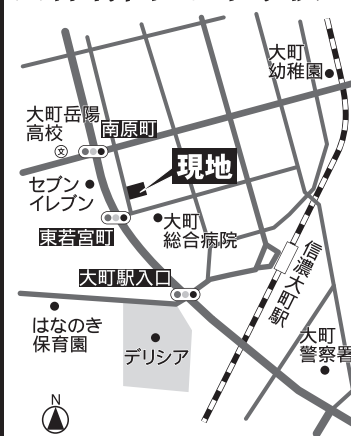 大町
幼稚園
大町岳陽
高校
南原町
文
現地
セブン
イレブン
大町
総合病院
東若宮町
大町駅入口
信濃大町駅
はなのき
保育園
デリシア
大町
警察署
N